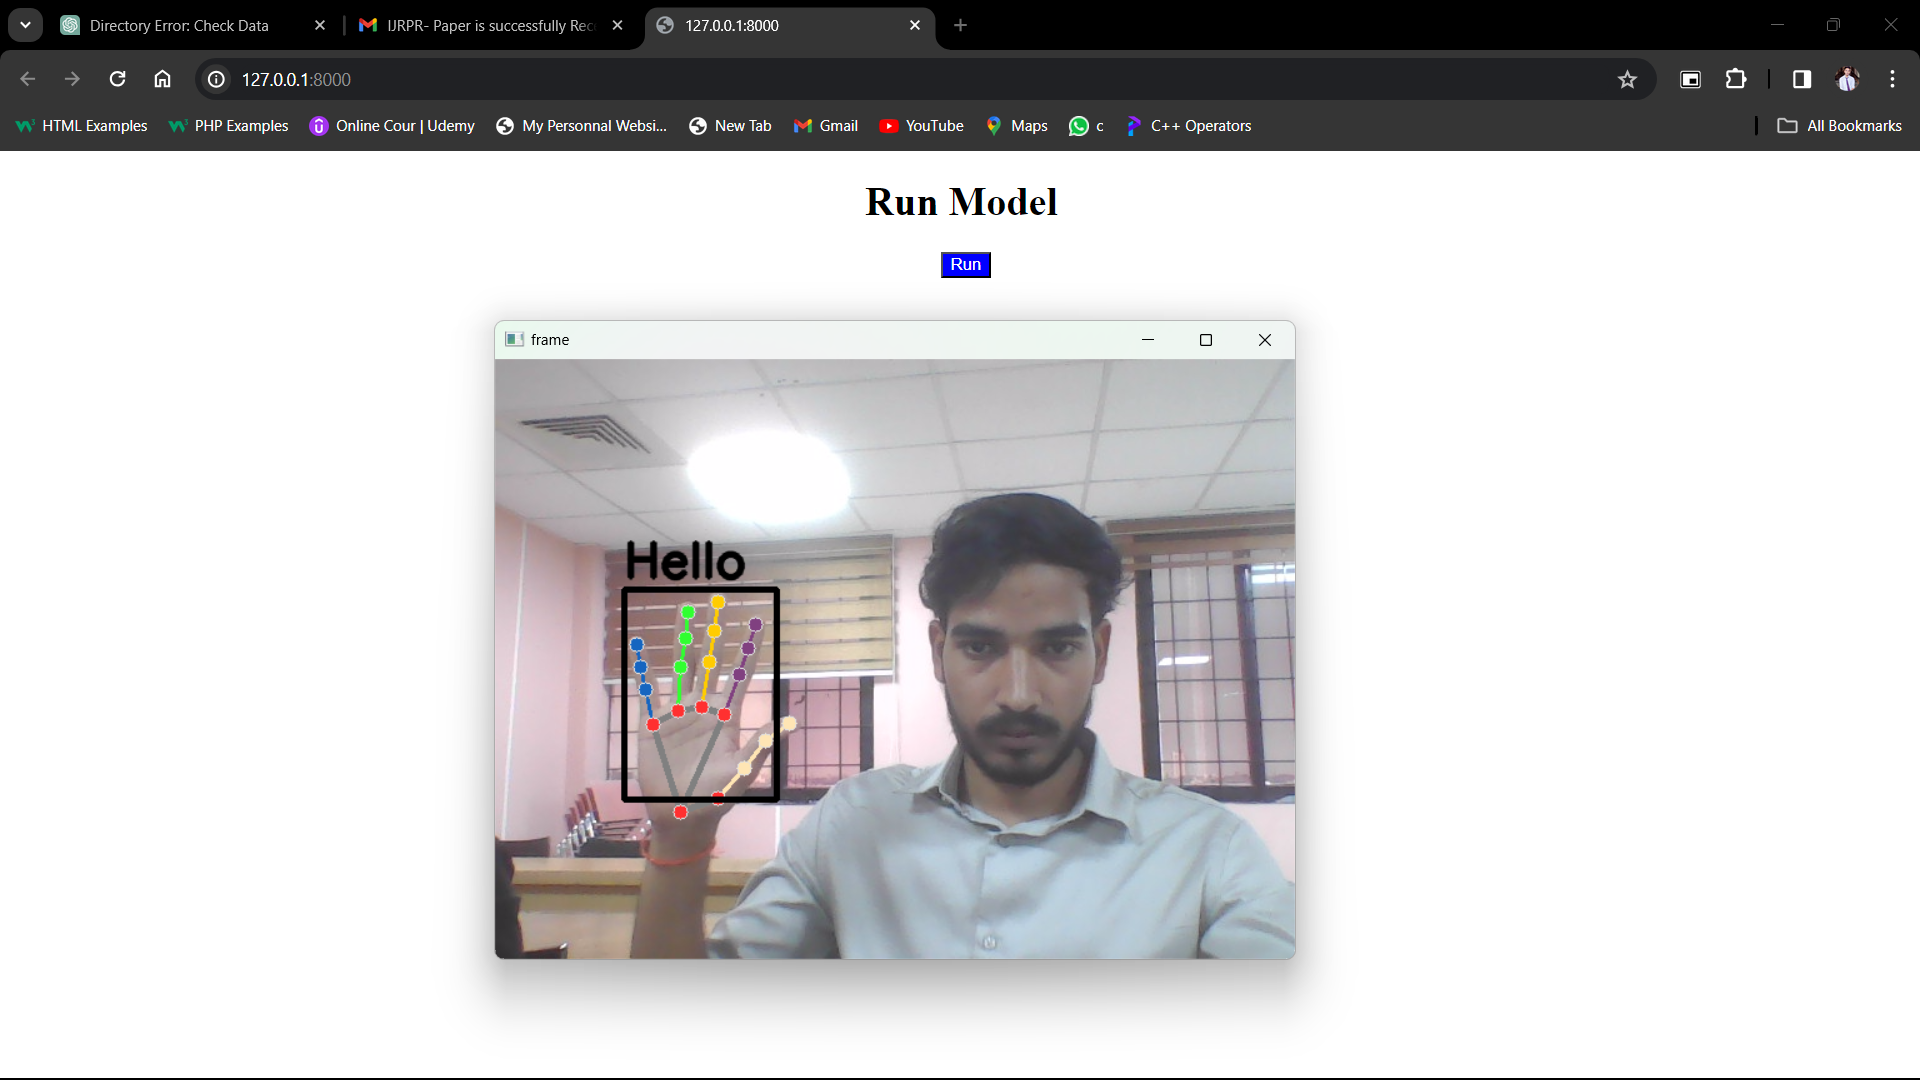 Directory Error: Check Data
IJRPR- Paper is successfully Rec
127.0.0.1:8000
127.0.0.1:8000
HTML Examples
PHP Examples
Online Cour | Udemy
My Personnal Websi...
New Tab
Gmail
YouTube
Maps
c
C++ Operators
All Bookmarks
Run Model
Run
frame
Hello